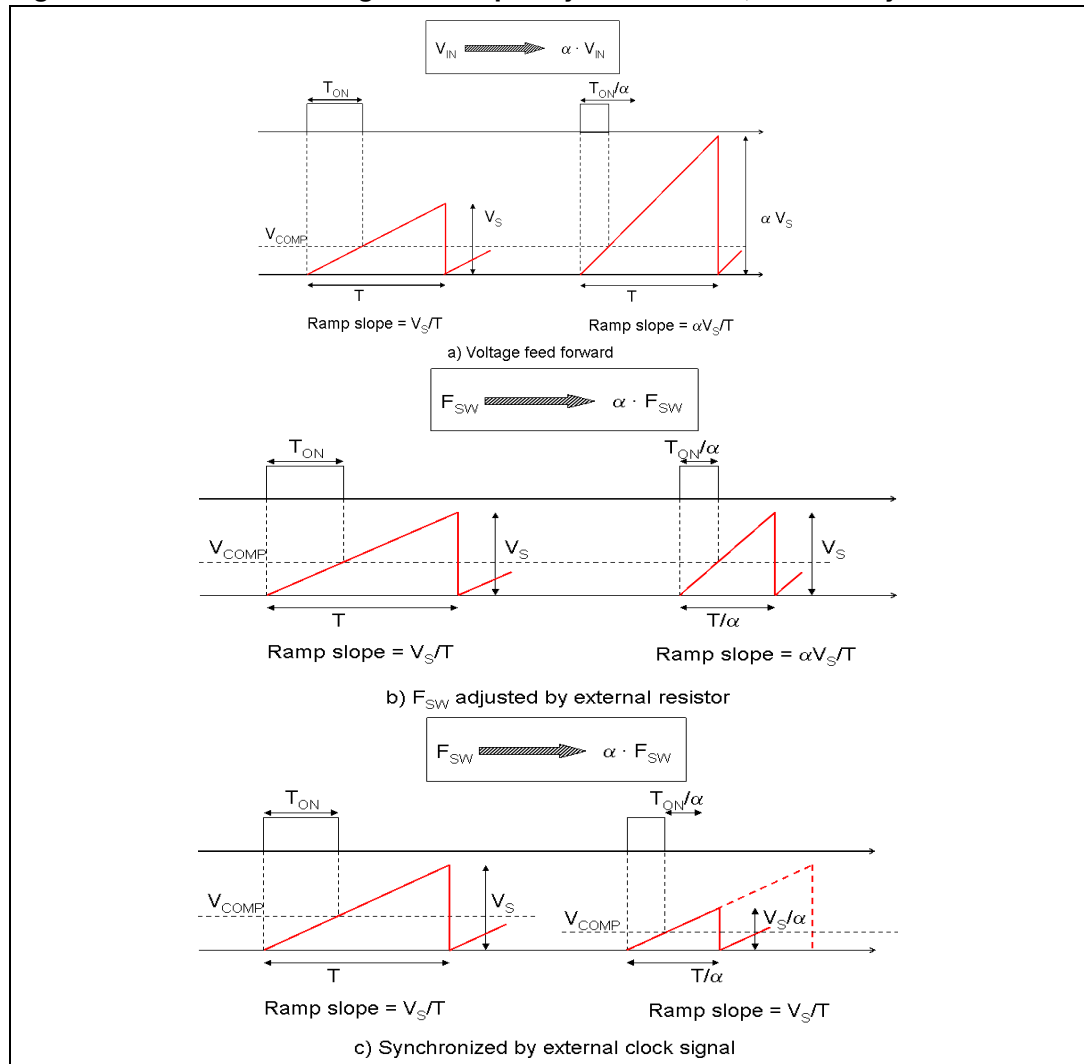 V_IN α · V_IN
T_ON T_ON/α
V_S α V_S
V_COMP
T T
Ramp slope = V_S/T Ramp slope = αV_S/T
a) Voltage feed forward
F_SW α · F_SW
T_ON T_ON/α
V_COMP V_S V_S
T T/α
Ramp slope = V_S/T Ramp slope = αV_S/T
b) F_SW adjusted by external resistor
F_SW α · F_SW
T_ON T_ON/α
V_COMP V_S V_COMP V_S/α
T T/α
Ramp slope = V_S/T Ramp slope = V_S/T
c) Synchronized by external clock signal